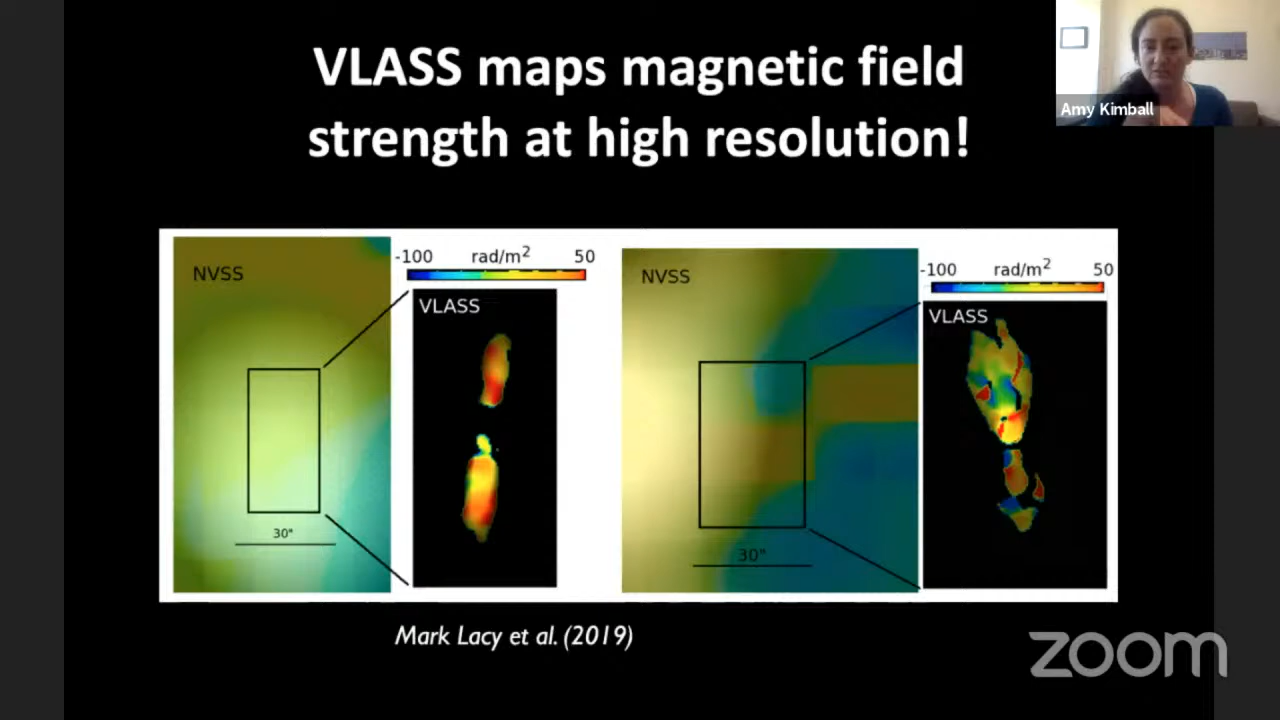 VLASS maps magnetic field
strength at high resolution!
Amy Kimball
NVSS
-100 rad/m² 50
VLASS
30"
NVSS
-100 rad/m² 50
VLASS
30"
Mark Lacy et al. (2019)
zoom